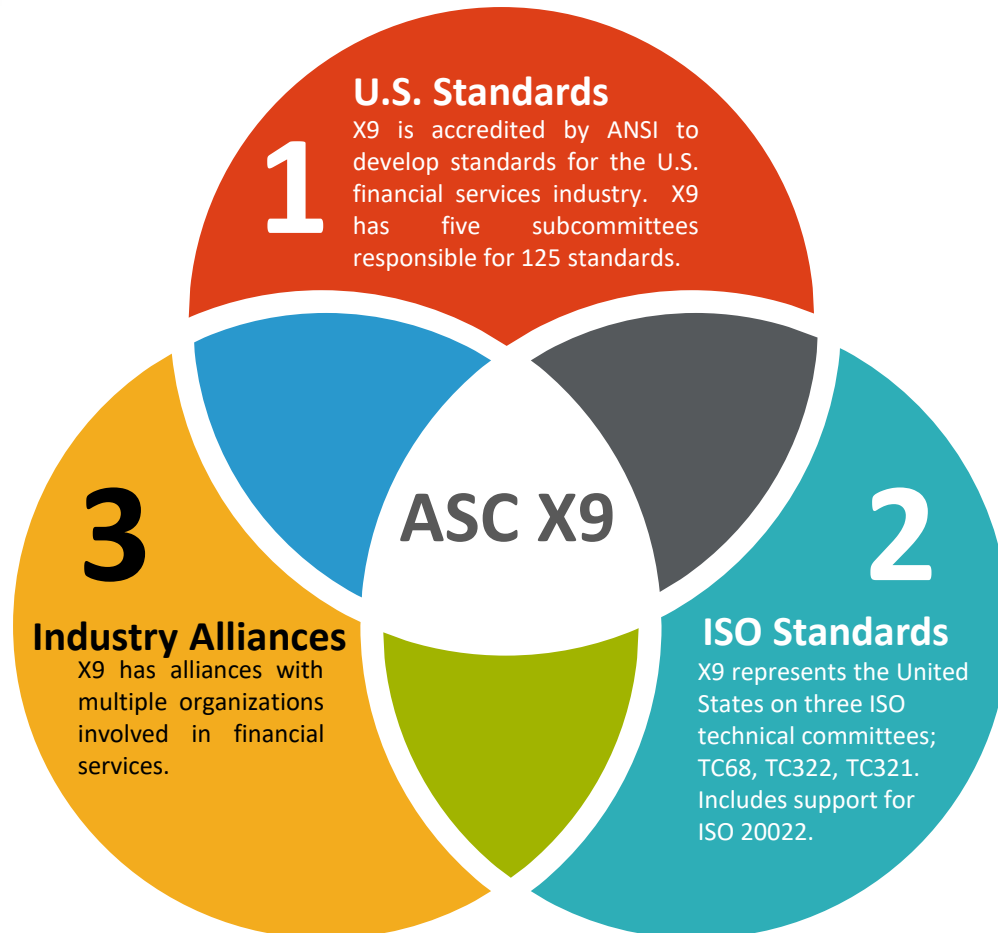 U.S. Standards
1
X9 is accredited by ANSI to
develop standards for the U.S.
financial services industry. X9
has five subcommittees
responsible for 125 standards.
ASC X9
2
ISO Standards
X9 represents the United
States on three ISO
technical committees;
TC68, TC322, TC321.
Includes support for
ISO 20022.
3
Industry Alliances
X9 has alliances with
multiple organizations
involved in financial
services.